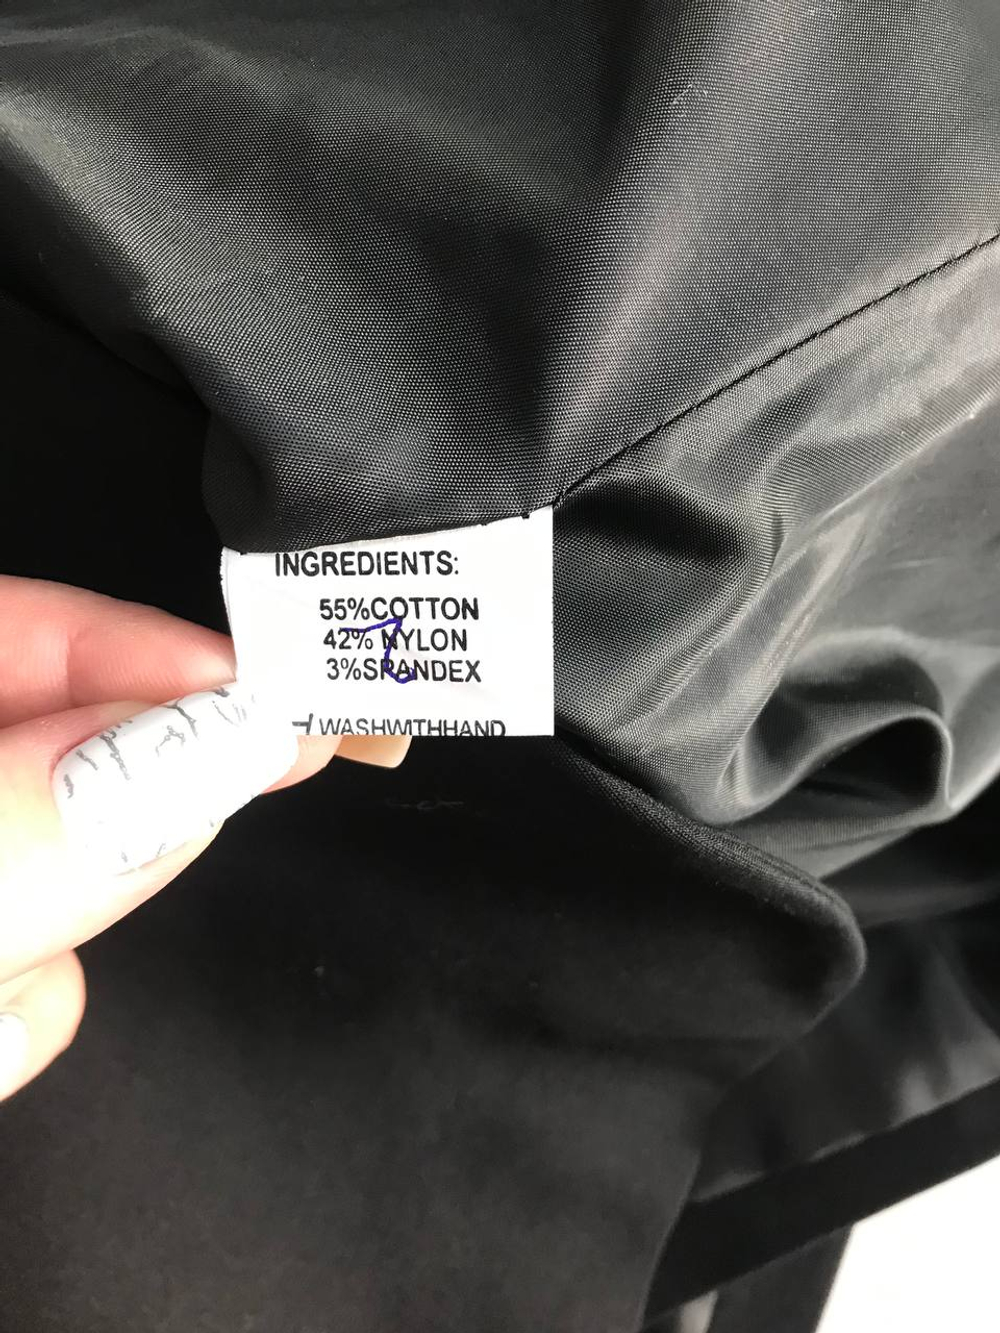 INGREDIENTS:
55%COTTON
42% NYLON
3%SPANDEX
WASHWITHHAND